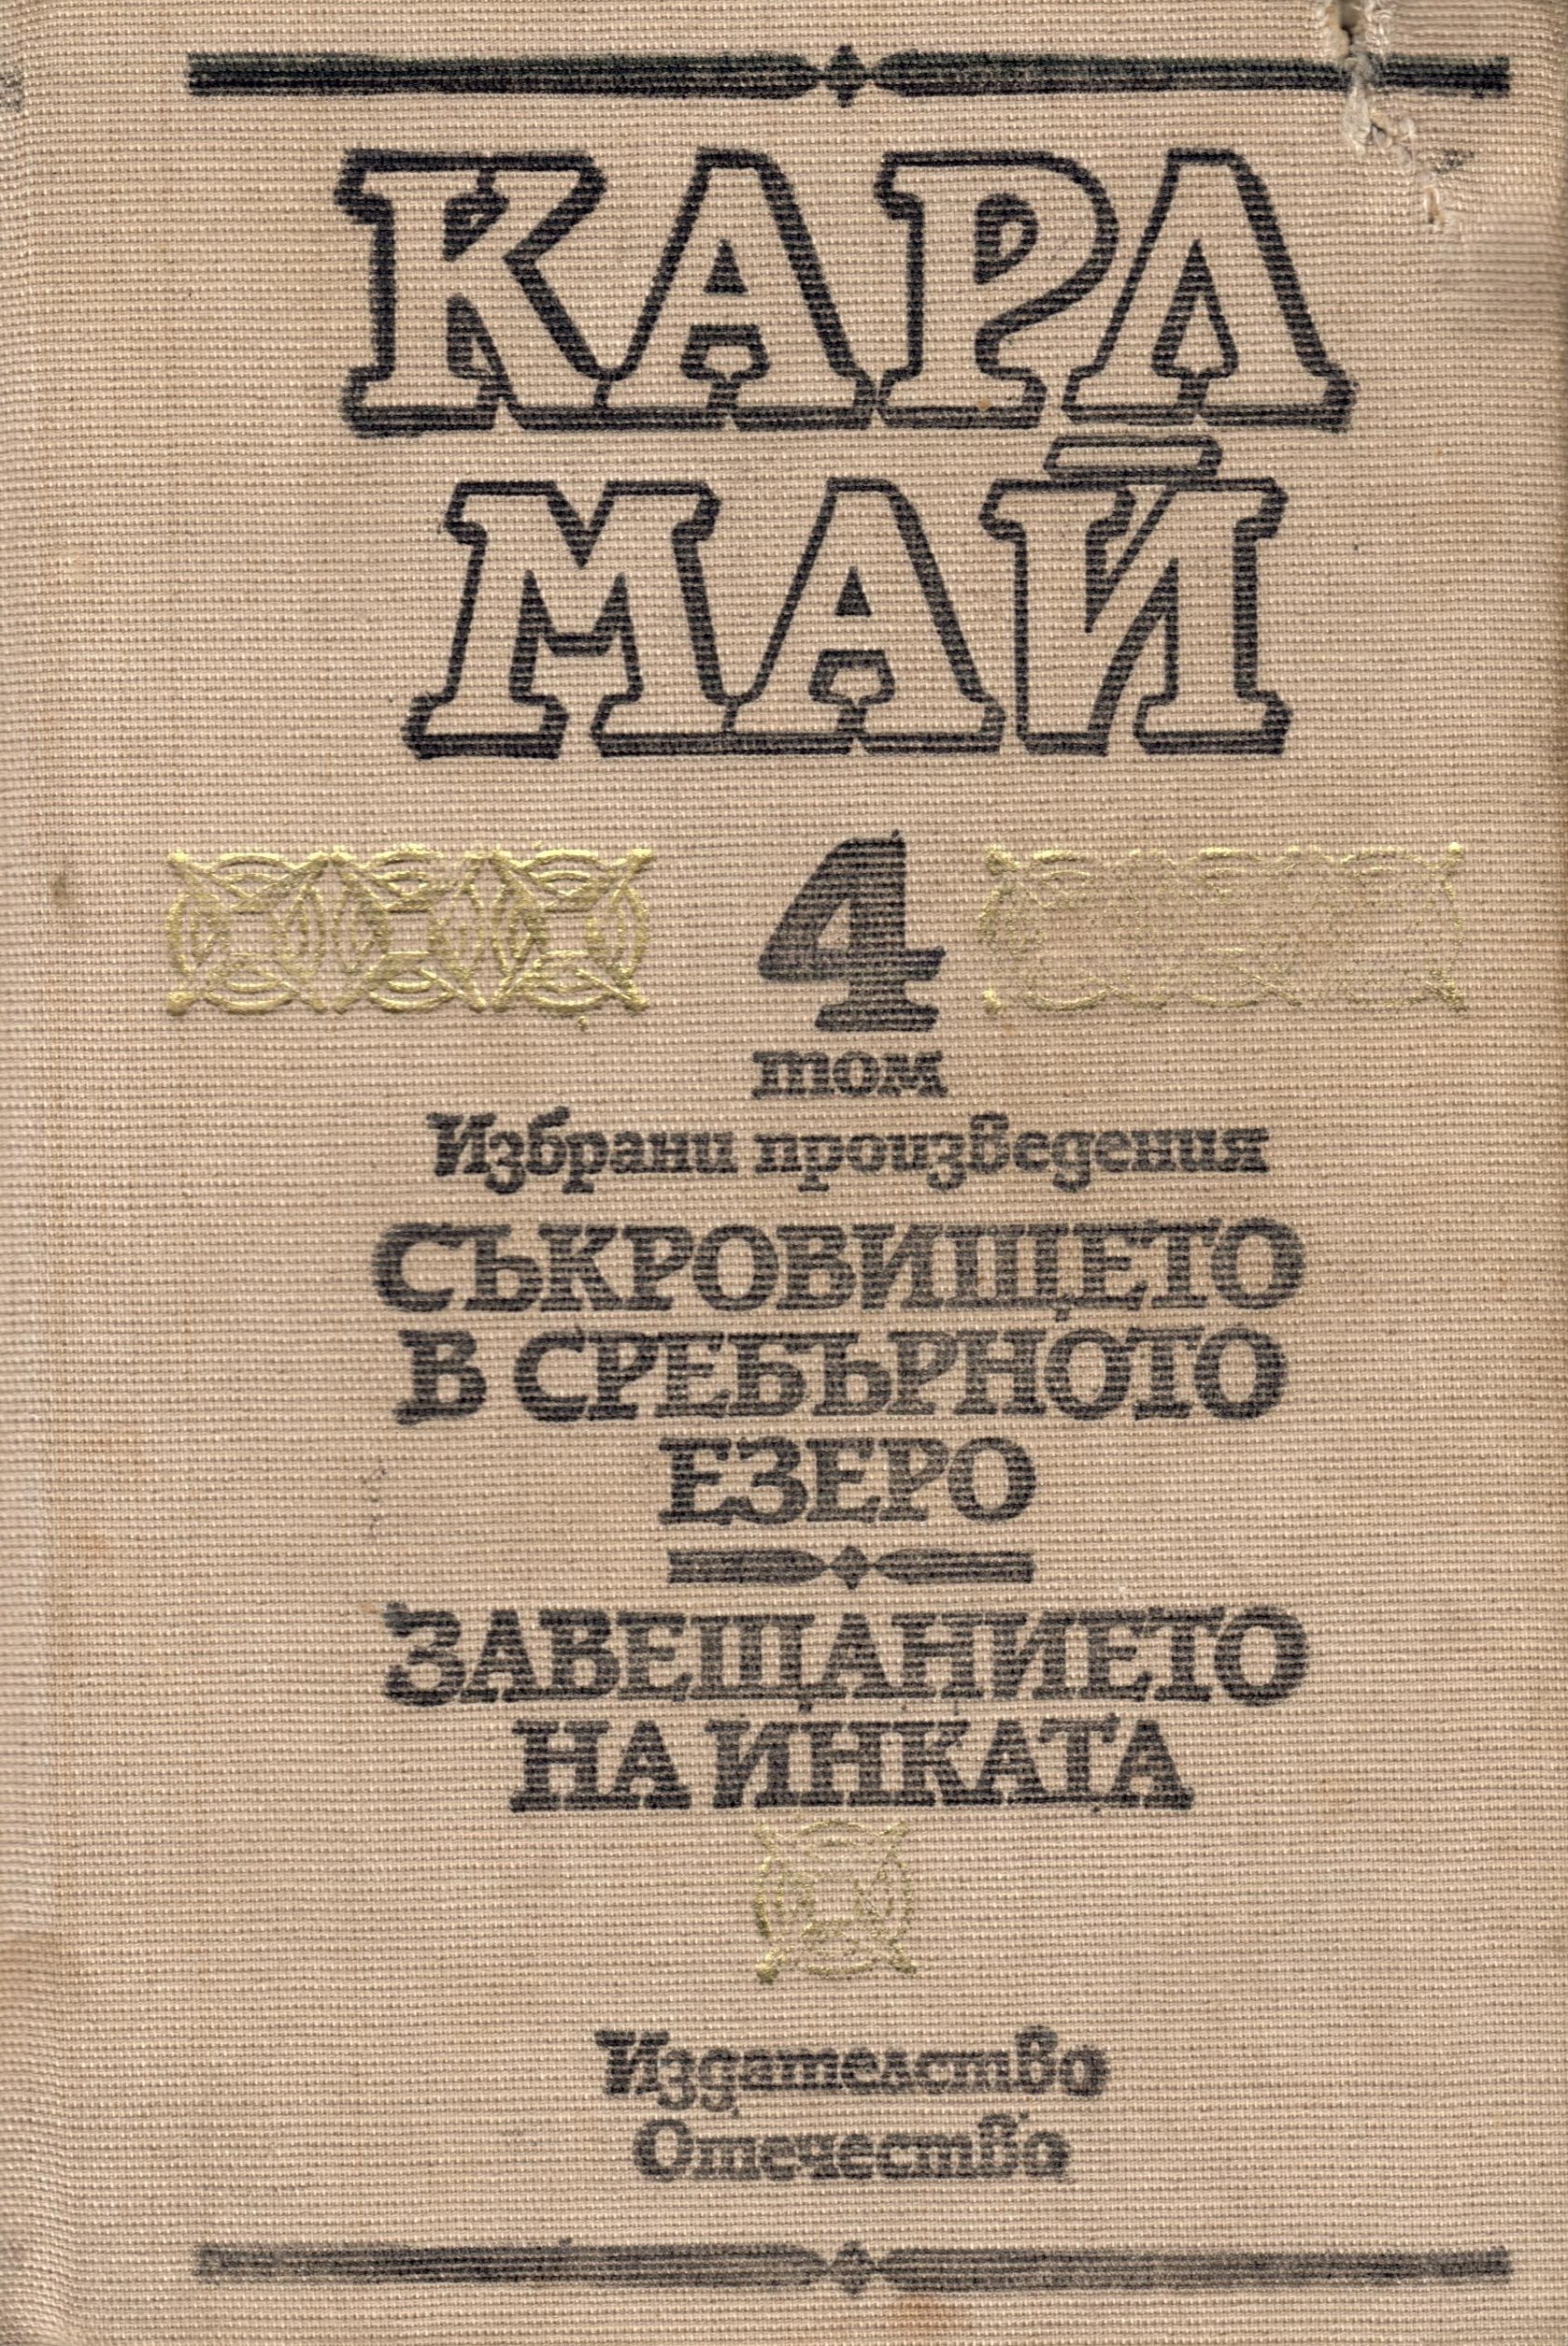 КАРЛ
МАЙ
4
том
Избрани произведения
СЪКРОВИЩЕТО
В СРЕБЪРНОТО
ЕЗЕРО
ЗАВЕЩАНИЕТО
НА ИНКАТА
Издателство
Отечество